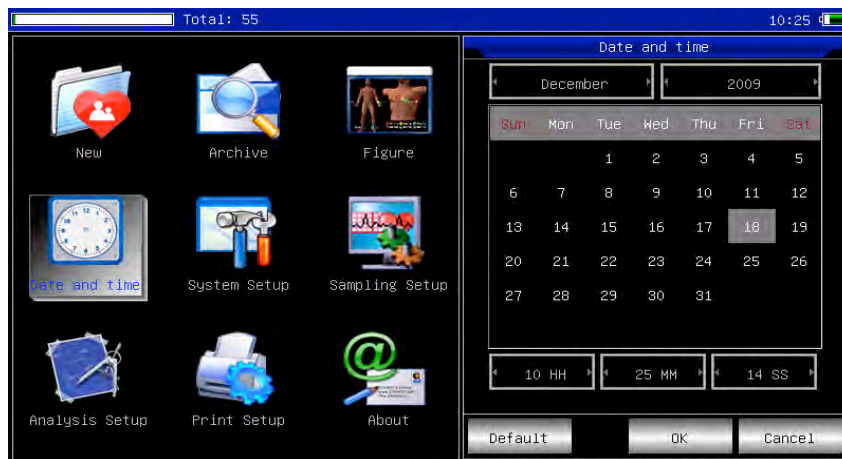 Total: 55
10:25
New
Archive
Figure
Date and time
System Setup
Sampling Setup
Analysis Setup
Print Setup
About
Date and time
December
2009
Sun Mon Tue Wed Thu Fri Sat
1 2 3 4 5
6 7 8 9 10 11 12
13 14 15 16 17 18 19
20 21 22 23 24 25 26
27 28 29 30 31
10 HH
25 MM
14 SS
Default
OK
Cancel